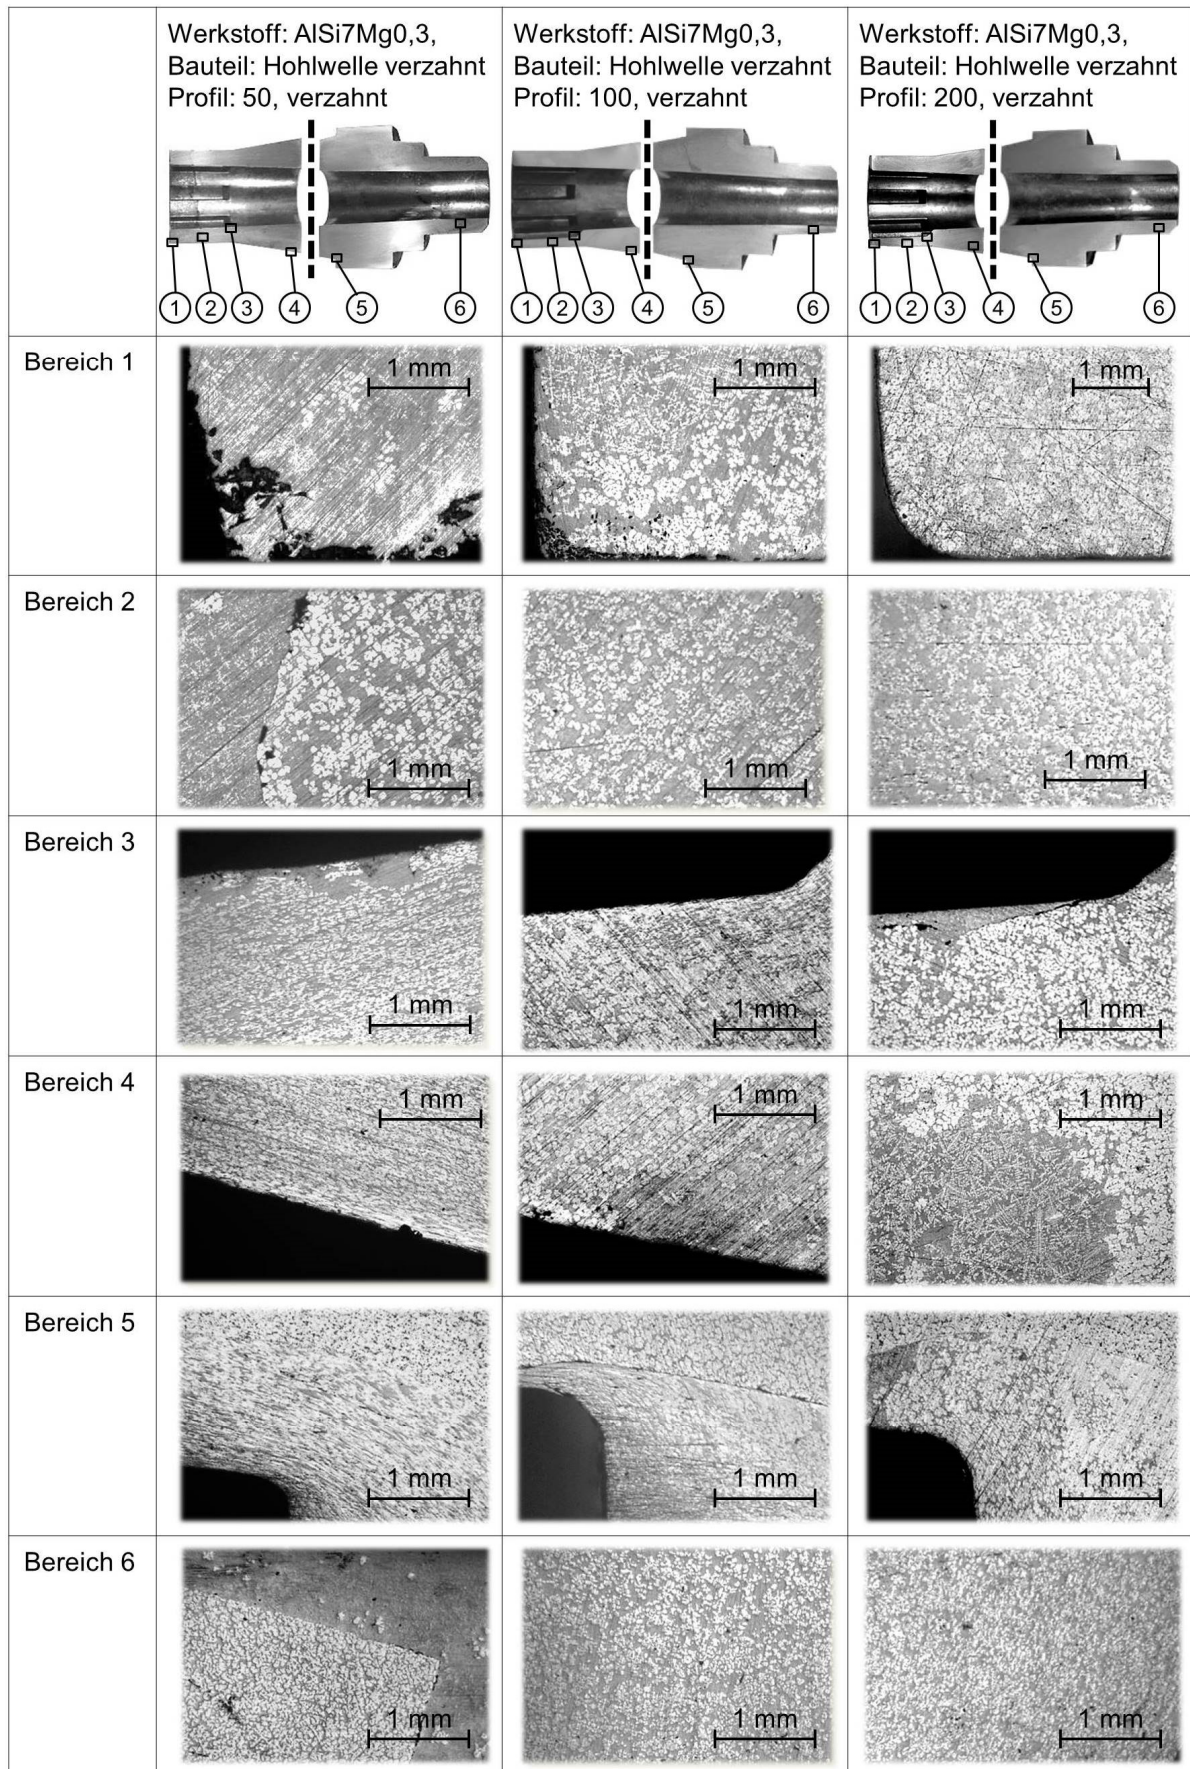 Werkstoff: AlSi7Mg0,3,
Bauteil: Hohlwelle verzahnt
Profil: 50, verzahnt
Werkstoff: AlSi7Mg0,3,
Bauteil: Hohlwelle verzahnt
Profil: 100, verzahnt
Werkstoff: AlSi7Mg0,3,
Bauteil: Hohlwelle verzahnt
Profil: 200, verzahnt
1 2 3 4 5 6
1 2 3 4 5 6
1 2 3 4 5 6
Bereich 1
1 mm
1 mm
1 mm
Bereich 2
1 mm
1 mm
1 mm
Bereich 3
1 mm
1 mm
1 mm
Bereich 4
1 mm
1 mm
1 mm
Bereich 5
1 mm
1 mm
1 mm
Bereich 6
1 mm
1 mm
1 mm